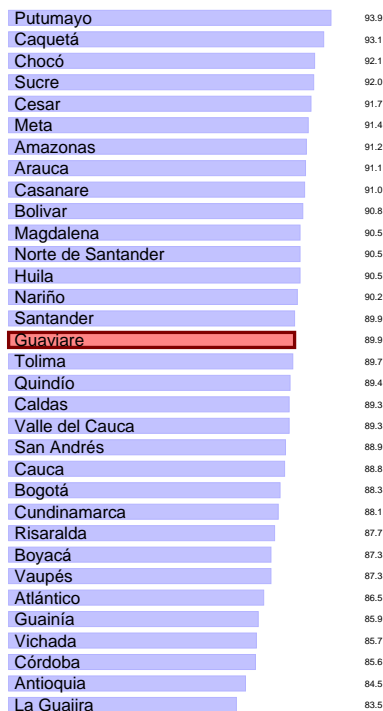 Putumayo 93.9
Caquetá 93.1
Chocó 92.1
Sucre 92.0
Cesar 91.7
Meta 91.4
Amazonas 91.2
Arauca 91.1
Casanare 91.0
Bolivar 90.8
Magdalena 90.5
Norte de Santander 90.5
Huila 90.5
Nariño 90.2
Santander 89.9
Guaviare 89.9
Tolima 89.7
Quindío 89.4
Caldas 89.3
Valle del Cauca 89.3
San Andrés 88.9
Cauca 88.8
Bogotá 88.3
Cundinamarca 88.1
Risaralda 87.7
Boyacá 87.3
Vaupés 87.3
Atlántico 86.5
Guainía 85.9
Vichada 85.7
Córdoba 85.6
Antioquia 84.5
La Guajira 83.5